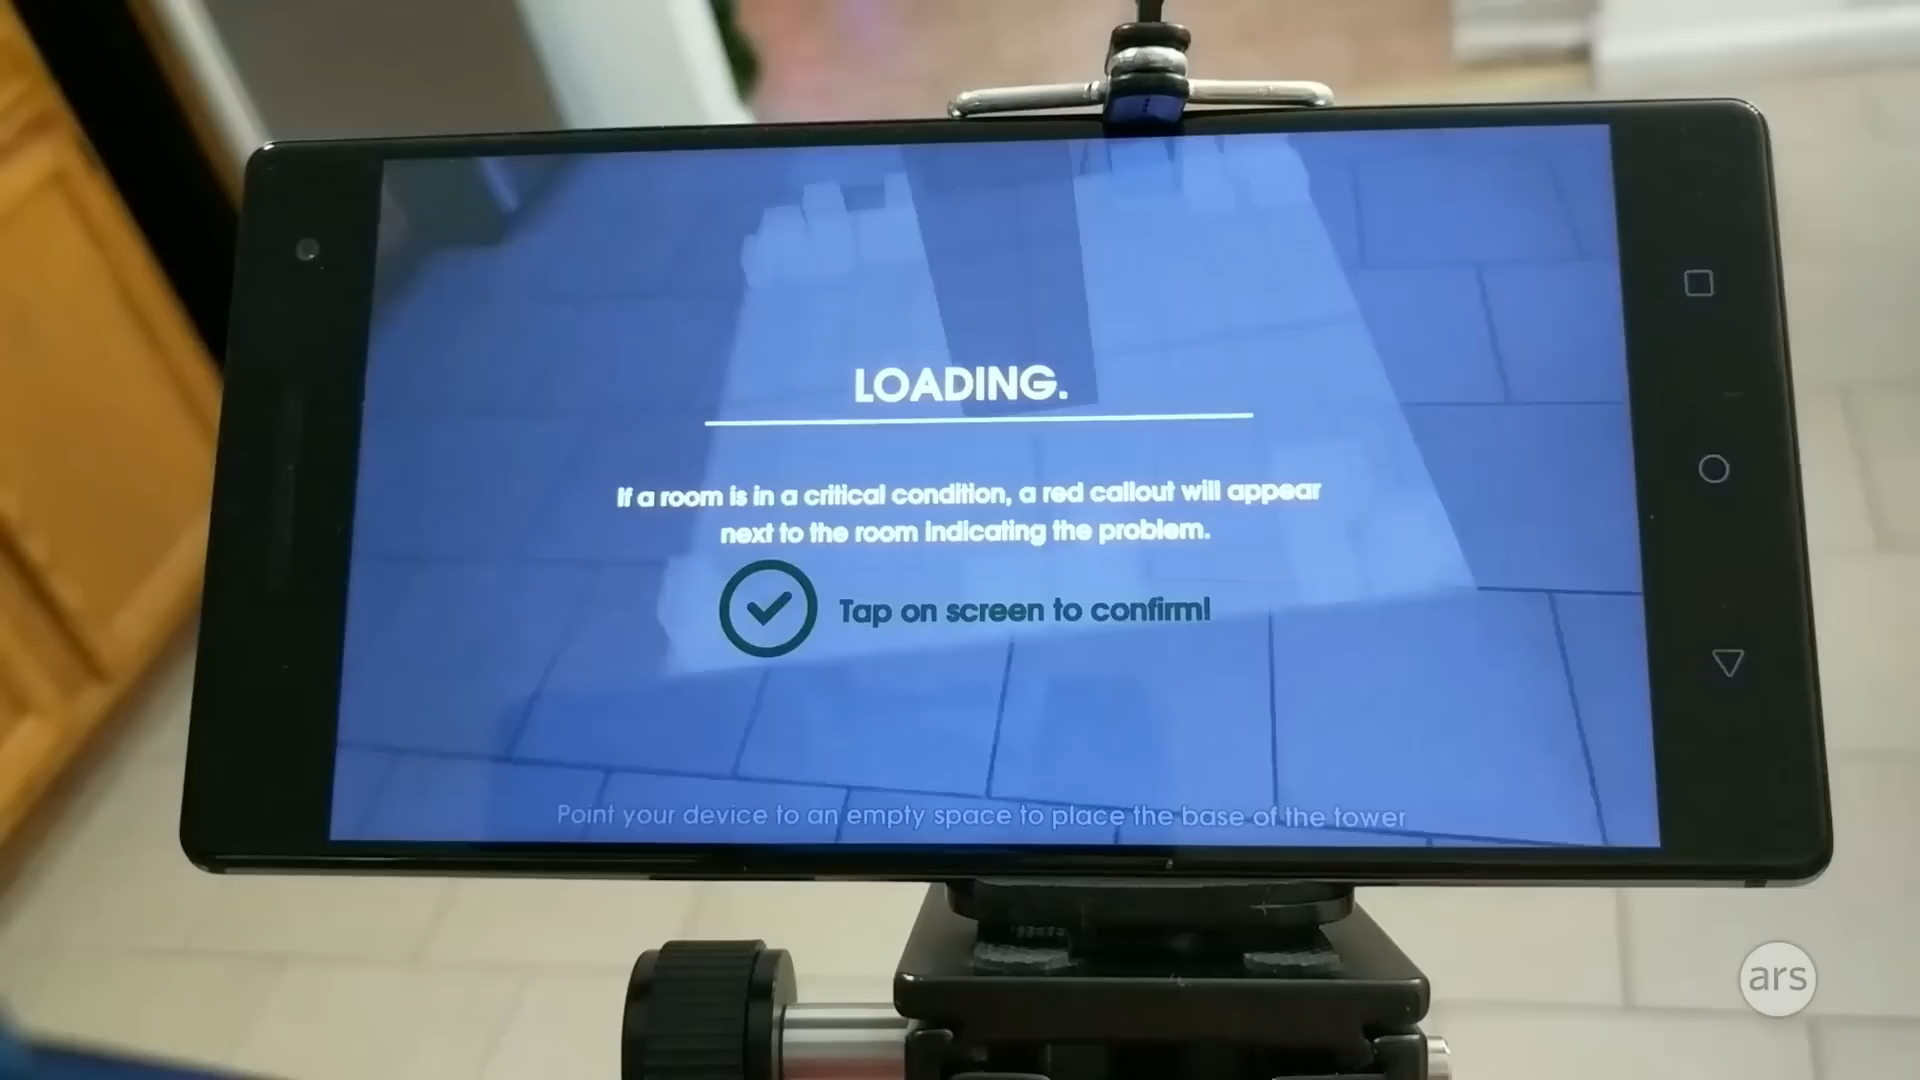 LOADING.
If a room is in a critical condition, a red callout will appear
next to the room indicating the problem.
Tap on screen to confirm!
Point your device to an empty space to place the base of the tower
ars